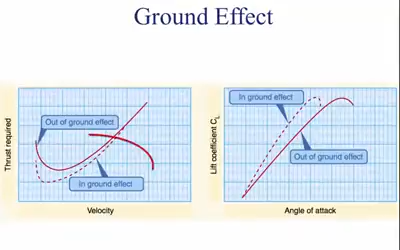 Ground Effect
Thrust required
Out of ground effect
In ground effect
Velocity
Lift coefficient C_L
In ground effect
Out of ground effect
Angle of attack